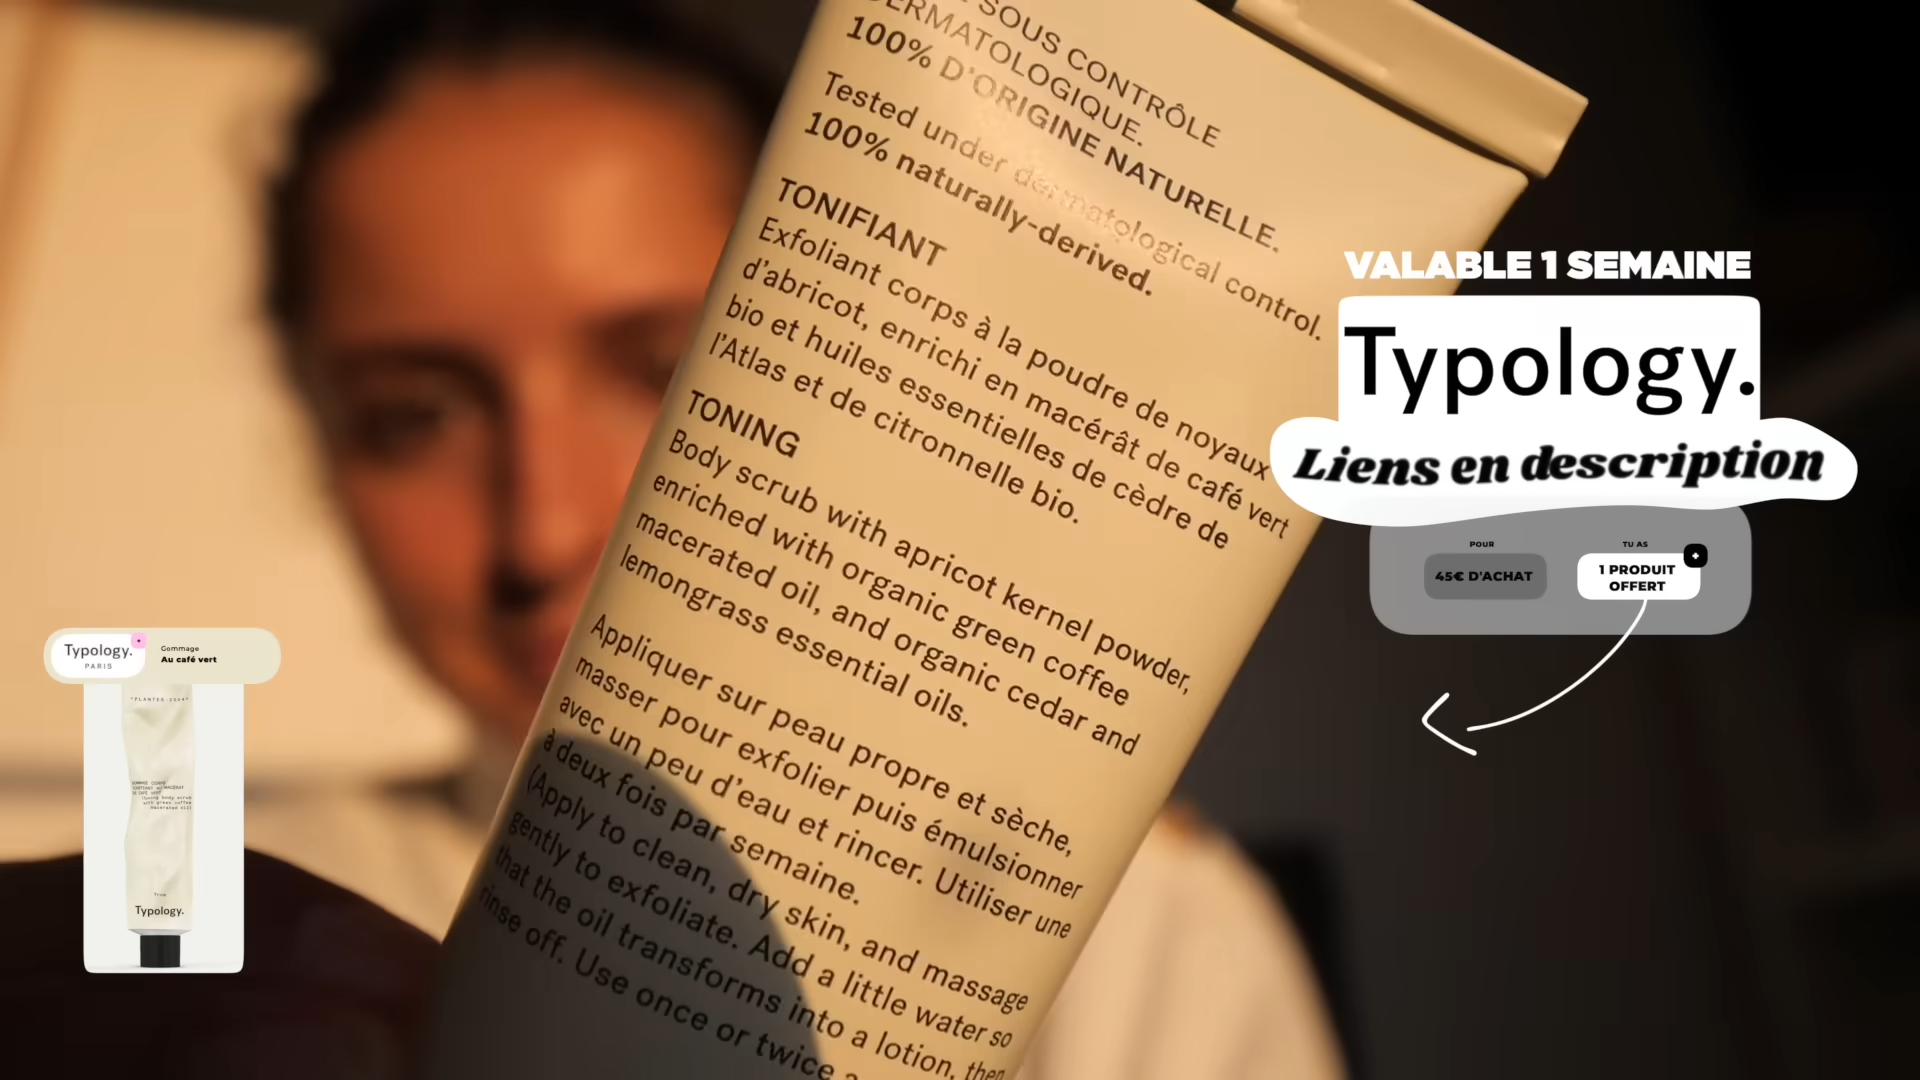 SOUS CONTRÔLE
DERMATOLOGIQUE.
100% D'ORIGINE NATURELLE.
Tested under dermatological control.
100% naturally-derived.
TONIFIANT
Exfoliant corps à la poudre de noyaux
d'abricot, enrichi en macérât de café vert
bio et huiles essentielles de cèdre de
l'Atlas et de citronnelle bio.
TONING
Body scrub with apricot kernel powder,
enriched with organic green coffee
macerated oil, and organic cedar and
lemongrass essential oils.
Appliquer sur peau propre et sèche,
masser pour exfolier puis émulsionner
avec un peu d'eau et rincer. Utiliser une
à deux fois par semaine.
(Apply to clean, dry skin, and massage
gently to exfoliate. Add a little water so
that the oil transforms into a lotion, then
rinse off. Use once or twice a
VALABLE 1 SEMAINE
Typology.
Liens en description
POUR
45€ D'ACHAT
TU AS
1 PRODUIT
OFFERT
Typology.
PARIS
Gommage
Au café vert
Typology.